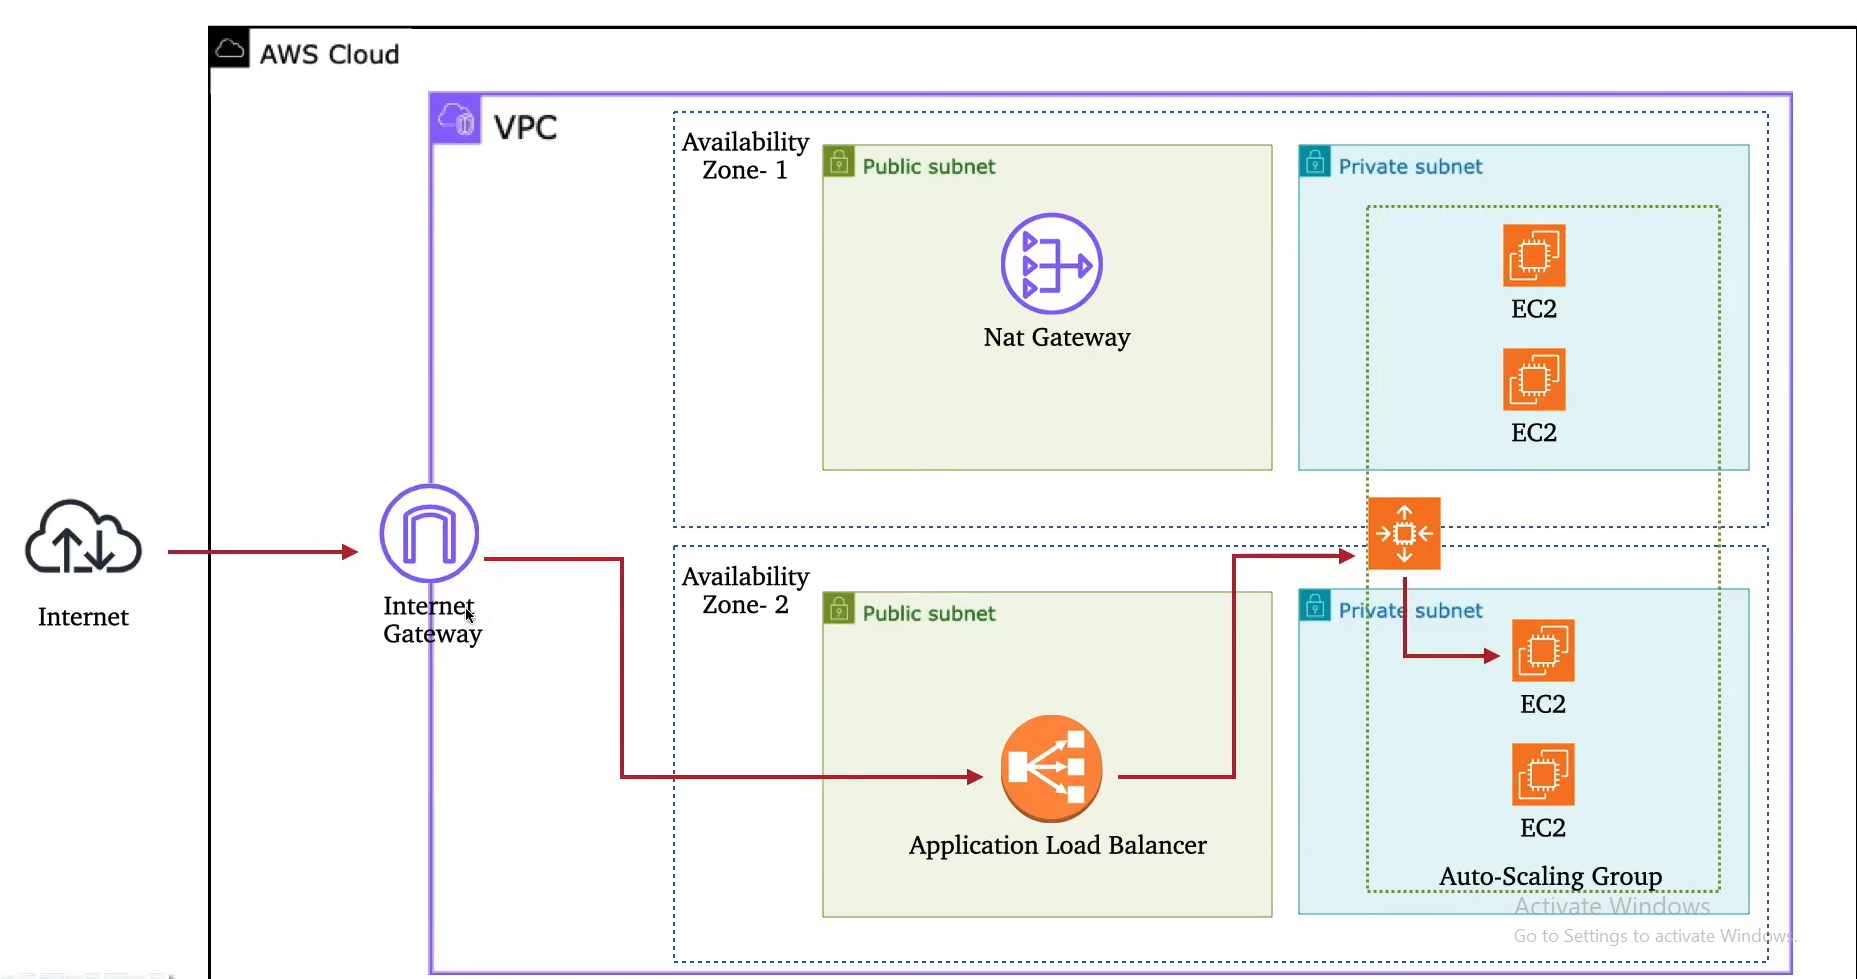 AWS Cloud
VPC
Availability
Zone- 1
Public subnet
Nat Gateway
Private subnet
EC2
EC2
Internet
Internet
Gateway
Availability
Zone- 2
Public subnet
Application Load Balancer
Private subnet
EC2
EC2
Auto-Scaling Group
Activate Windows
Go to Settings to activate Windows.